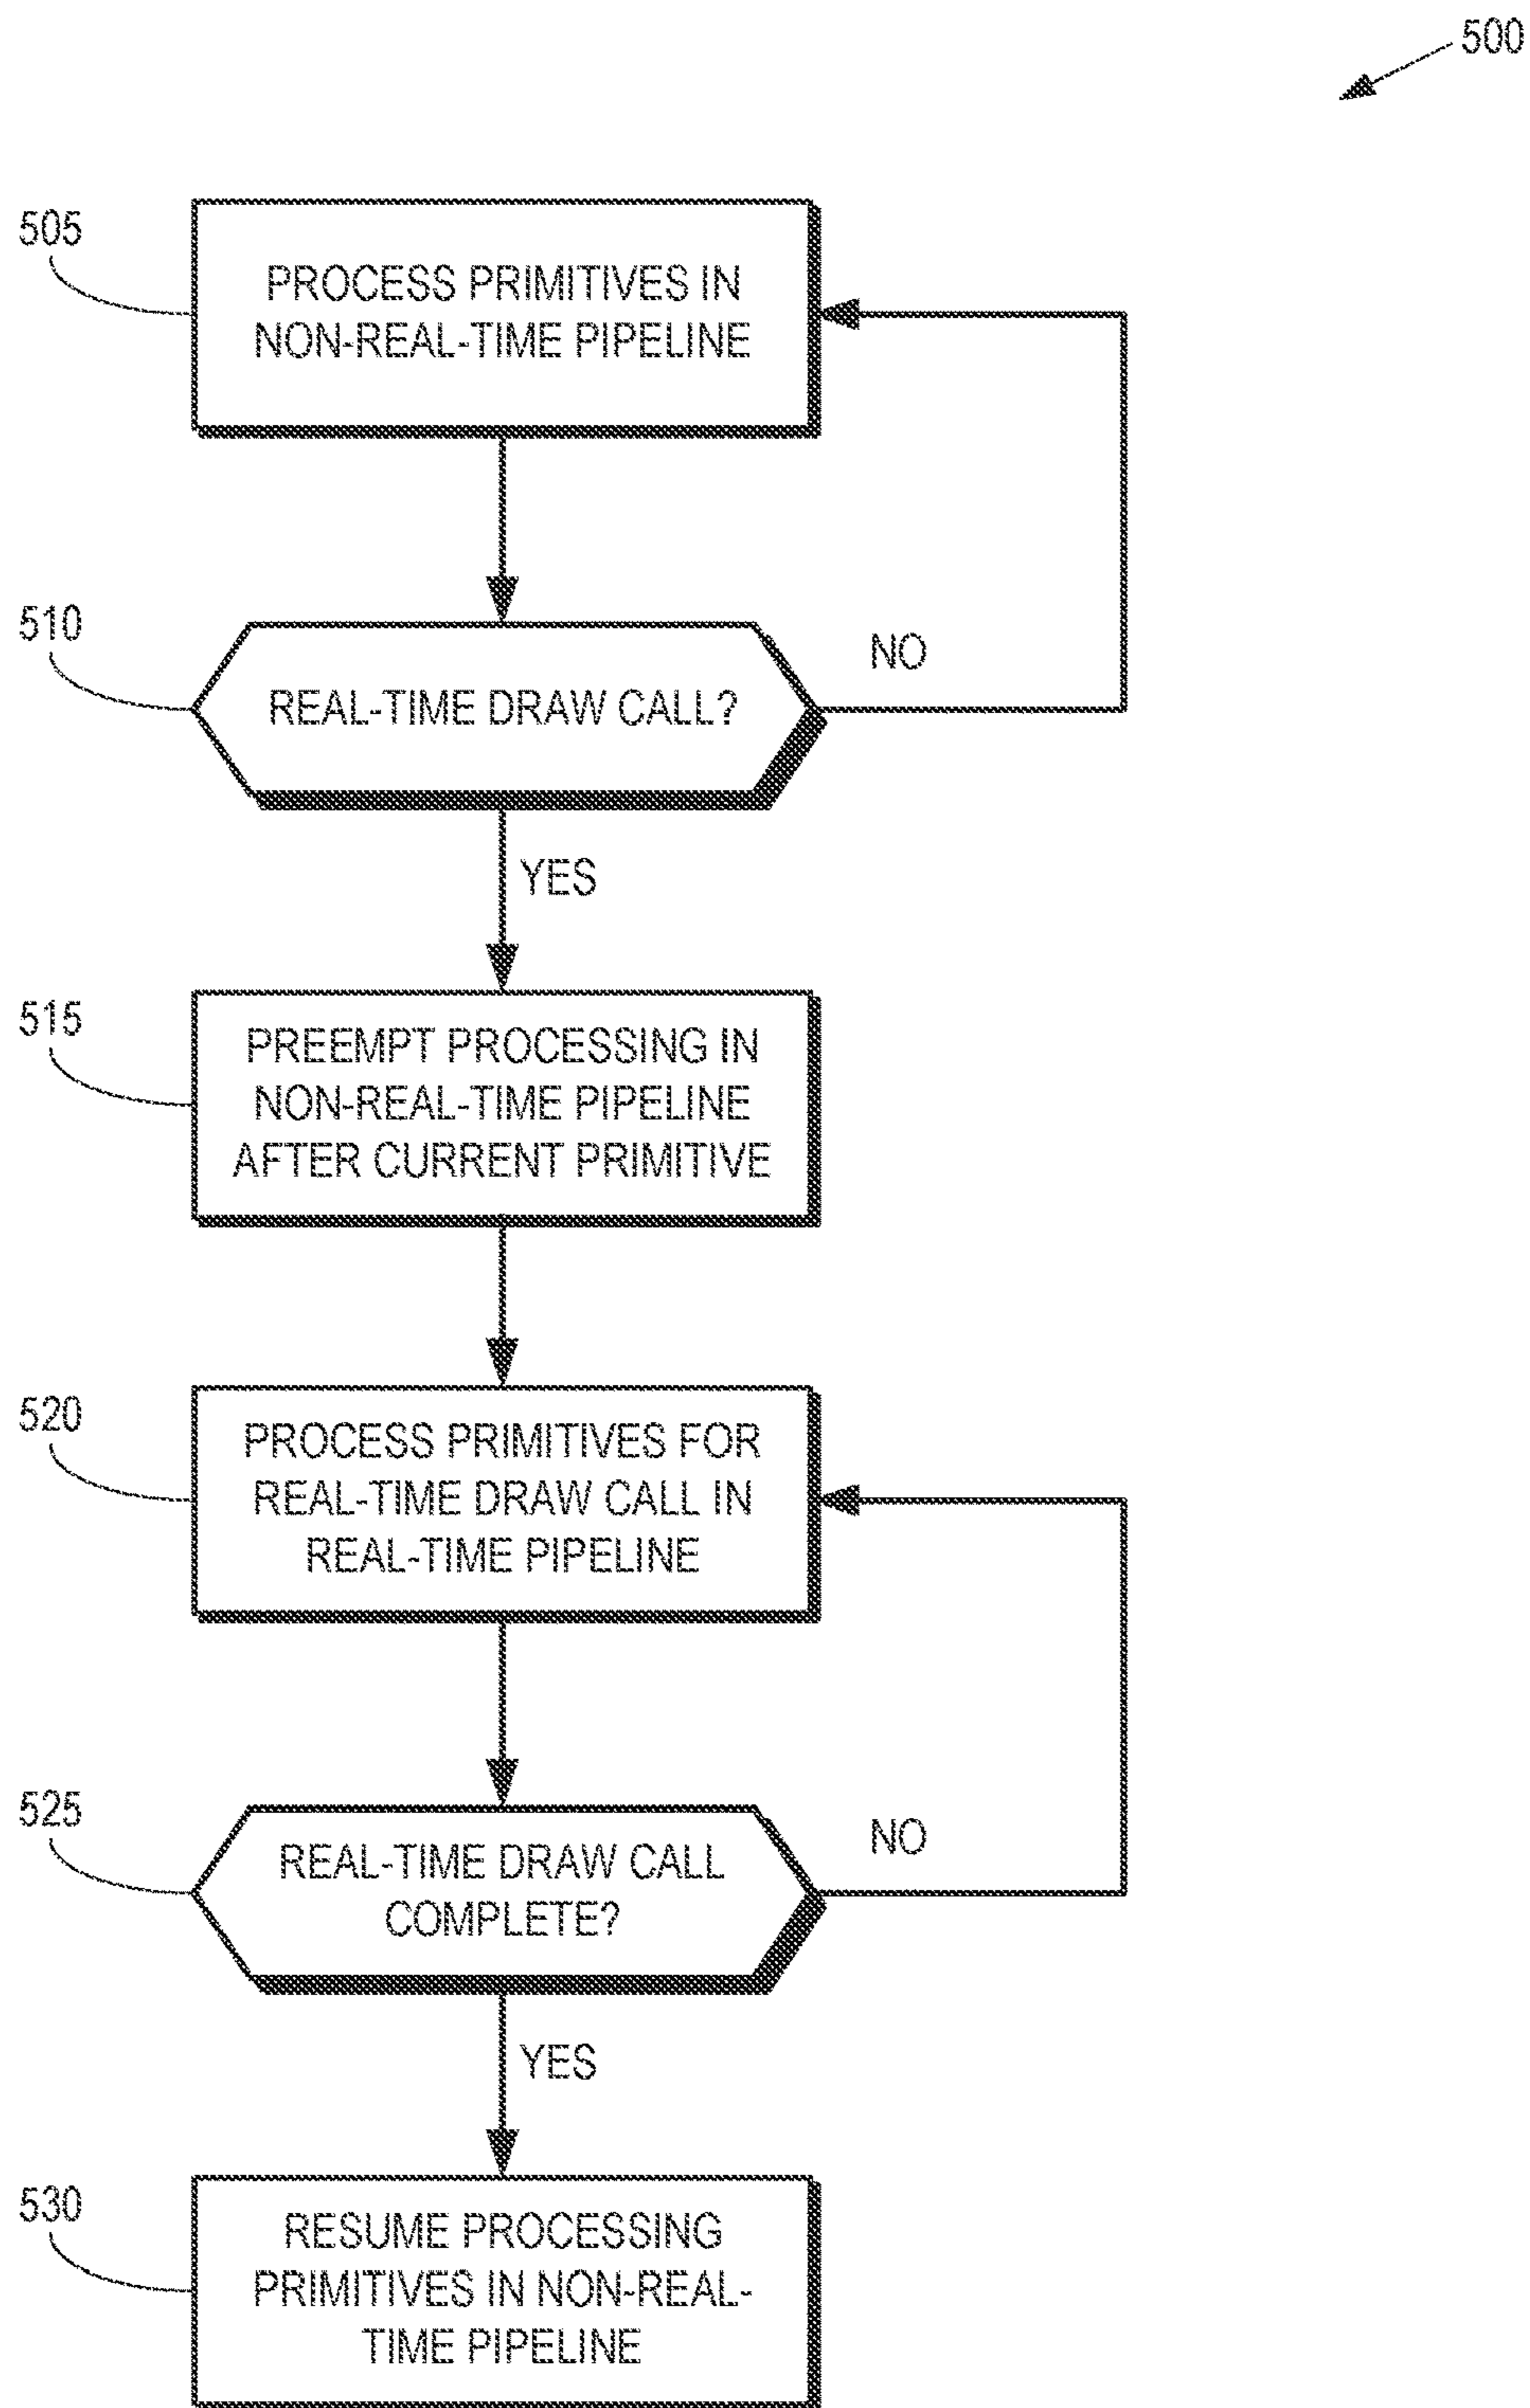 500
505
PROCESS PRIMITIVES IN
NON-REAL-TIME PIPELINE
510
REAL-TIME DRAW CALL?
NO
YES
515
PREEMPT PROCESSING IN
NON-REAL-TIME PIPELINE
AFTER CURRENT PRIMITIVE
520
PROCESS PRIMITIVES FOR
REAL-TIME DRAW CALL IN
REAL-TIME PIPELINE
525
REAL-TIME DRAW CALL
COMPLETE?
NO
YES
530
RESUME PROCESSING
PRIMITIVES IN NON-REAL-
TIME PIPELINE